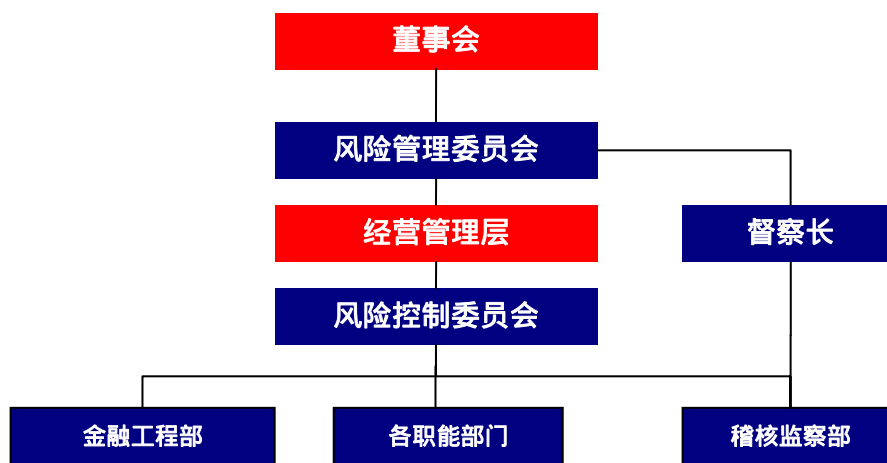 董事会
风险管理委员会
经营管理层
督察长
风险控制委员会
金融工程部
各职能部门
稽核监察部